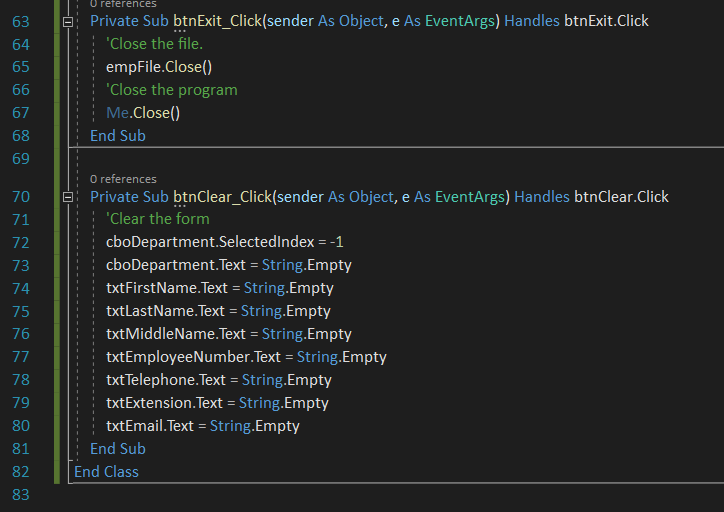 0 references
63 Private Sub btnExit_Click(sender As Object, e As EventArgs) Handles btnExit.Click
64 'Close the file.
65 empFile.Close()
66 'Close the program
67 Me.Close()
68 End Sub
69
0 references
70 Private Sub btnClear_Click(sender As Object, e As EventArgs) Handles btnClear.Click
71 'Clear the form
72 cboDepartment.SelectedIndex = -1
73 cboDepartment.Text = String.Empty
74 txtFirstName.Text = String.Empty
75 txtLastName.Text = String.Empty
76 txtMiddleName.Text = String.Empty
77 txtEmployeeNumber.Text = String.Empty
78 txtTelephone.Text = String.Empty
79 txtExtension.Text = String.Empty
80 txtEmail.Text = String.Empty
81 End Sub
82 End Class
83